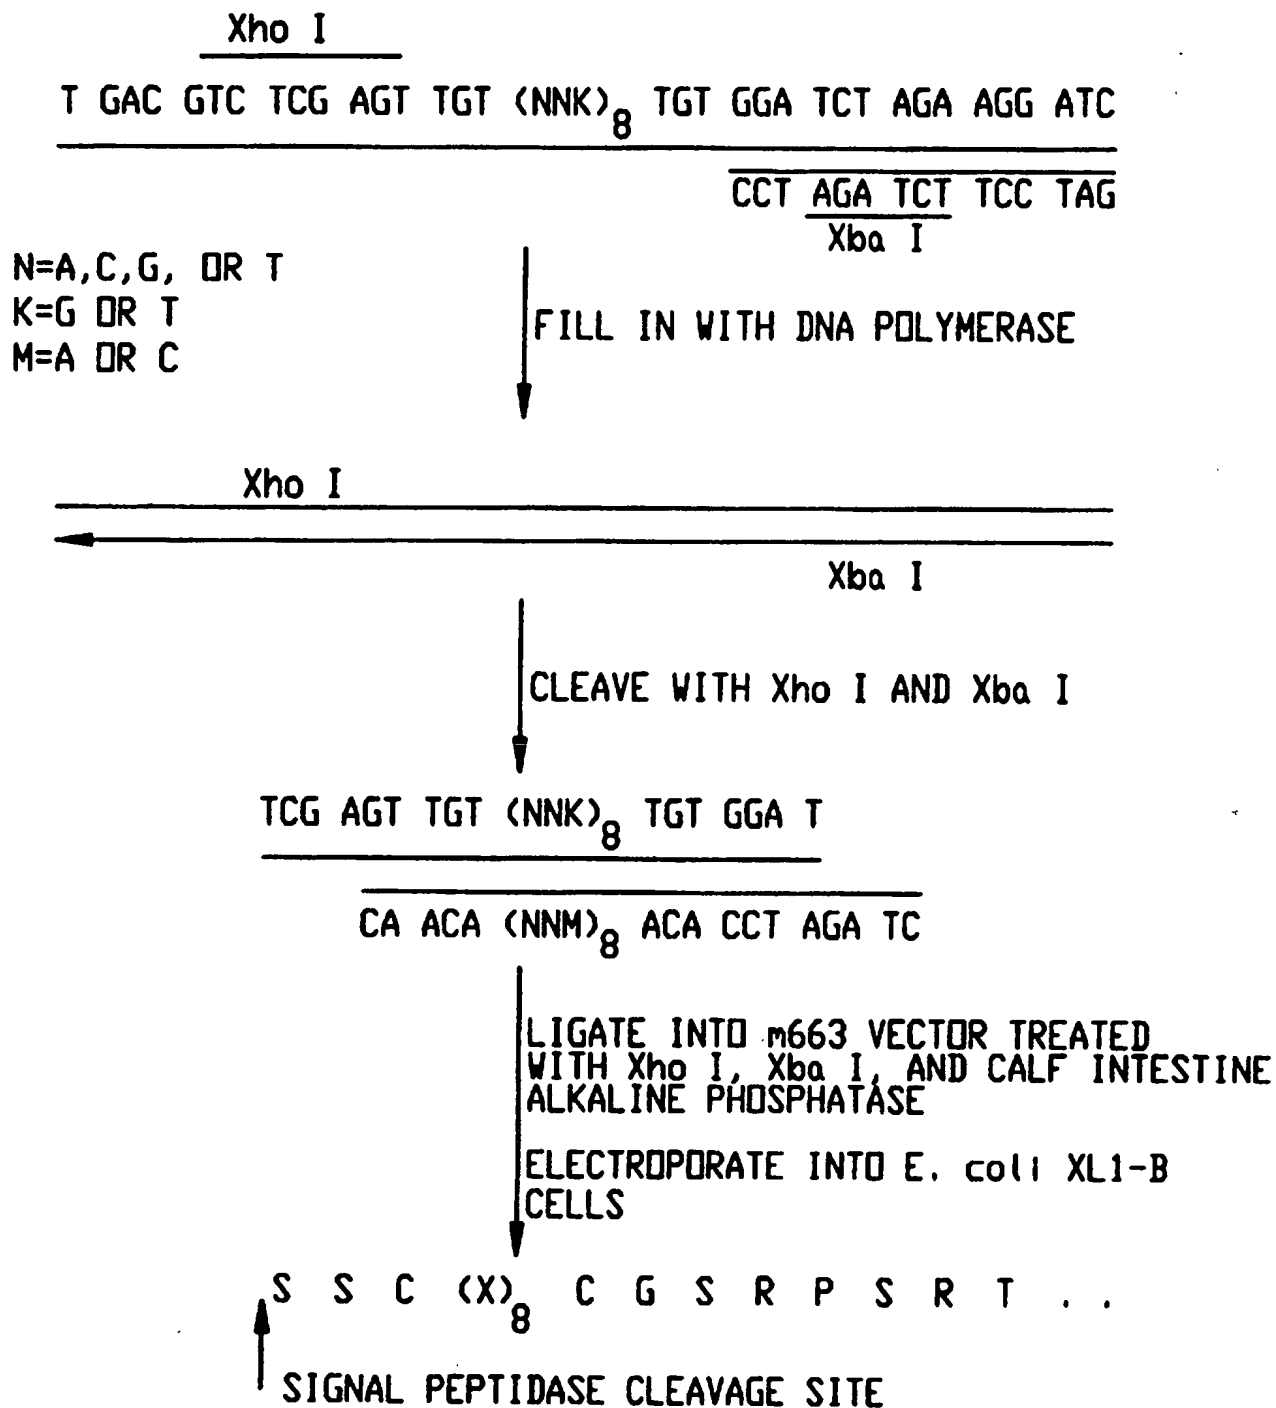 Xho I
T GAC GTC TCG AGT TGT (NNK)8 TGT GGA TCT AGA AGG ATC
CCT AGA TCT TCC TAG
Xba I
N=A,C,G, OR T
K=G OR T
M=A OR C
FILL IN WITH DNA POLYMERASE
Xho I
Xba I
CLEAVE WITH Xho I AND Xba I
TCG AGT TGT (NNK)8 TGT GGA T
CA ACA (NNM)8 ACA CCT AGA TC
LIGATE INTO m663 VECTOR TREATED
WITH Xho I, Xba I, AND CALF INTESTINE
ALKALINE PHOSPHATASE
ELECTROPORATE INTO E. coli XL1-B
CELLS
S S C (X)8 C G S R P S R T . .
SIGNAL PEPTIDASE CLEAVAGE SITE